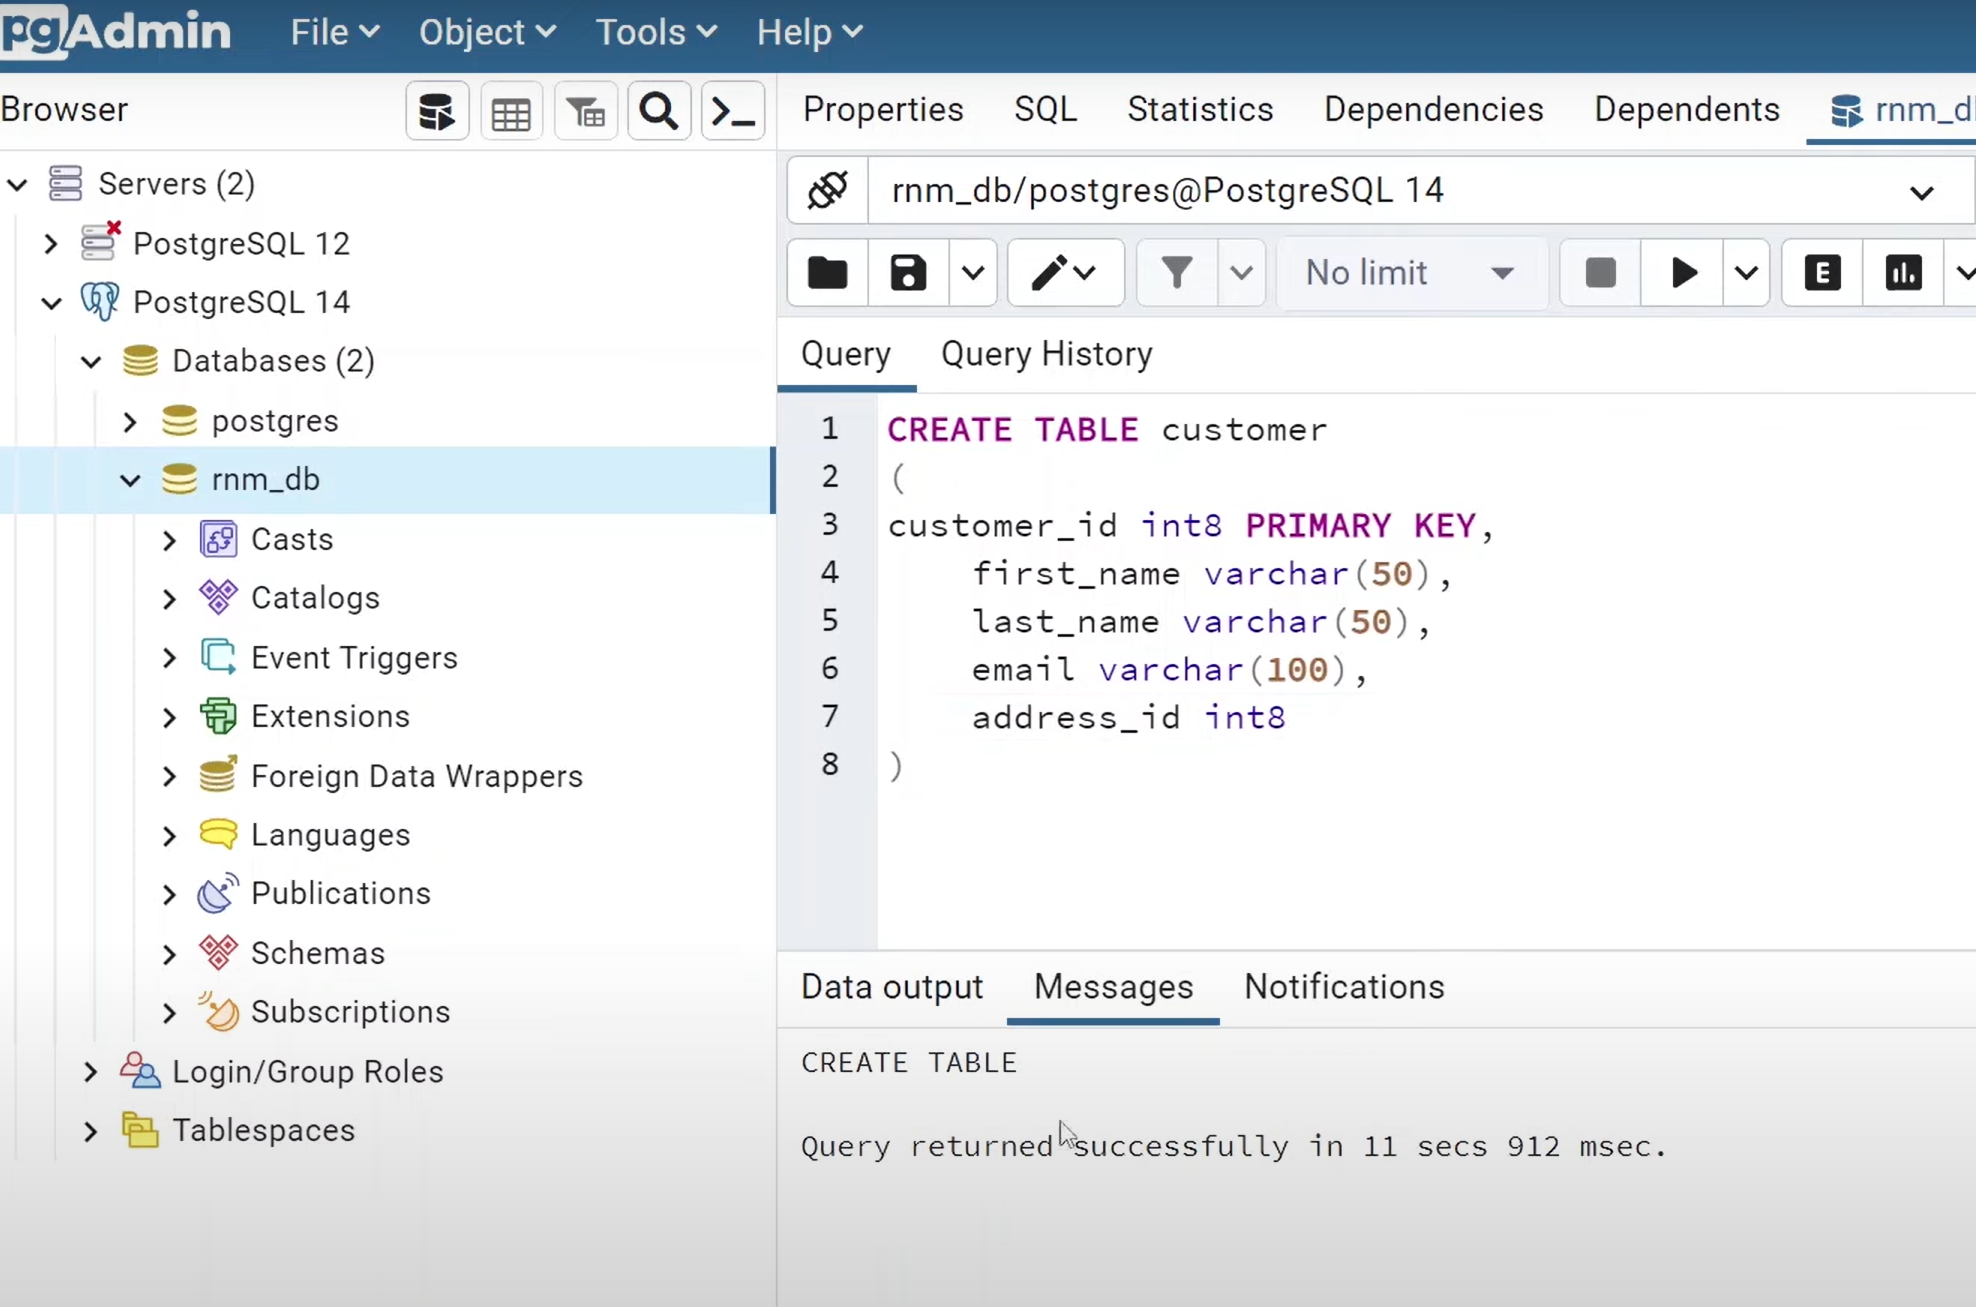 pgAdmin File Object Tools Help
Browser
Properties SQL Statistics Dependencies Dependents rnm_d
Servers (2)
PostgreSQL 12
PostgreSQL 14
Databases (2)
postgres
rnm_db
Casts
Catalogs
Event Triggers
Extensions
Foreign Data Wrappers
Languages
Publications
Schemas
Subscriptions
Login/Group Roles
Tablespaces
rnm_db/postgres@PostgreSQL 14
No limit E
Query Query History
1 CREATE TABLE customer
2 (
3 customer_id int8 PRIMARY KEY,
4 first_name varchar(50),
5 last_name varchar(50),
6 email varchar(100),
7 address_id int8
8 )
Data output Messages Notifications
CREATE TABLE
Query returned successfully in 11 secs 912 msec.